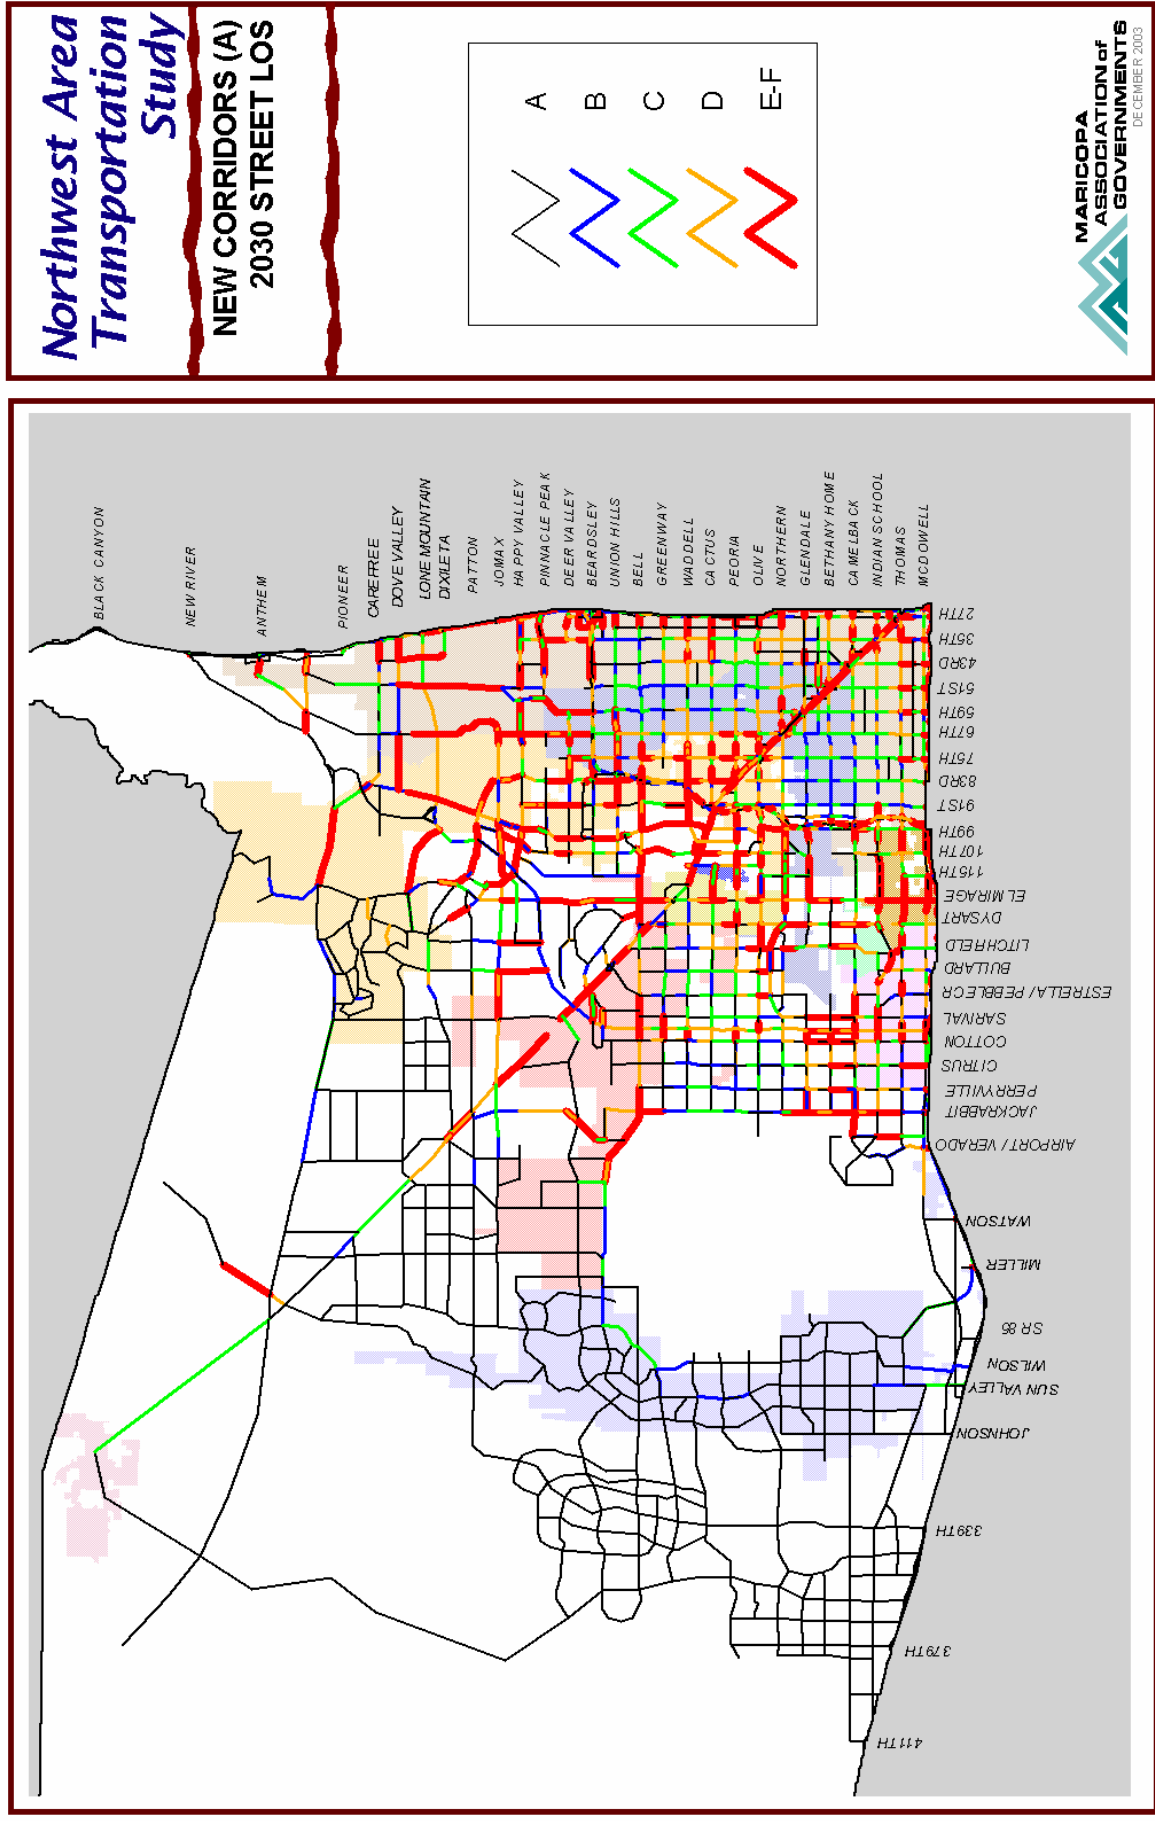 Northwest Area
Transportation
Study
NEW CORRIDORS (A)
2030 STREET LOS
A
B
C
D
E-F
MARICOPA
ASSOCIATION of
GOVERNMENTS
DECEMBER 2003
BLACK CANYON
NEW RIVER
ANTHEM
PIONEER
CAREFREE
DOVE VALLEY
LONE MOUNTAIN
DIXILETA
PATTON
JOMAX
HAPPY VALLEY
PINNACLE PEAK
DEER VALLEY
BEARDSLEY
UNION HILLS
BELL
GREENWAY
WADDELL
CACTUS
PEORIA
OLIVE
NORTHERN
GLENDALE
BETHANY HOME
CAMELBACK
INDIAN SCHOOL
THOMAS
MCDOWELL
27TH
35TH
43RD
51ST
59TH
67TH
75TH
83RD
91ST
99TH
107TH
115TH
EL MIRAGE
DYSART
LITCHFIELD
BULLARD
ESTRELLA / PEBBLE CR
SARIVAL
COTTON
CITRUS
PERRYVILLE
JACKRABBIT
AIRPORT / VERADO
WATSON
MILLER
SR 85
WILSON
SUN VALLEY
JOHNSON
339TH
379TH
411TH